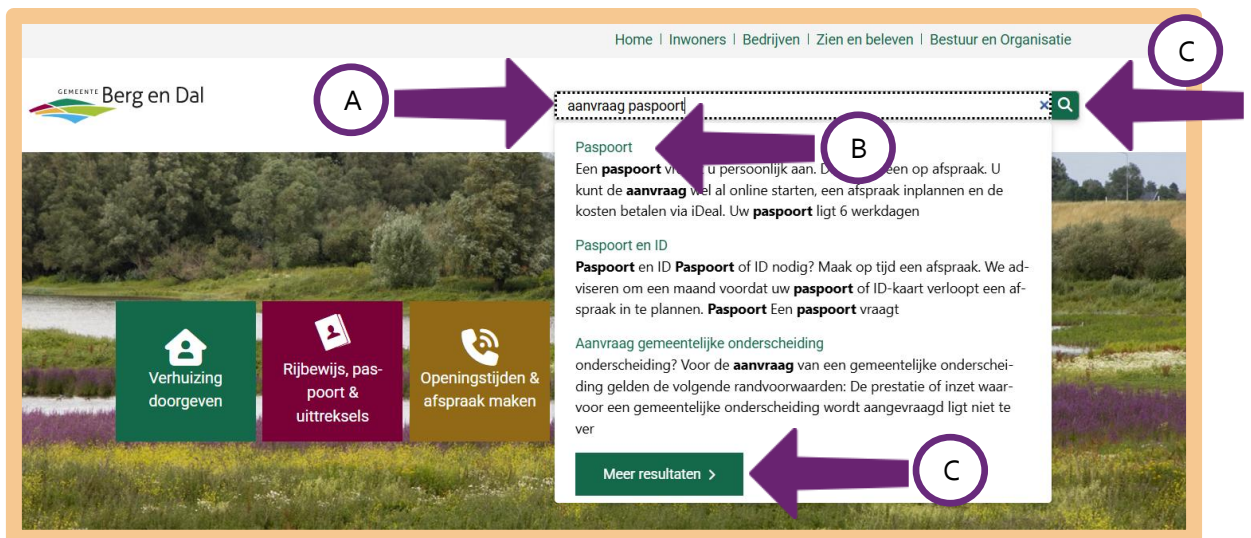 Home | Inwoners | Bedrijven | Zien en beleven | Bestuur en Organisatie
C
GEMEENTE Berg en Dal
A
aanvraag paspoort
×
B
Paspoort
Een paspoort u persoonlijk aan. een op afspraak. U
kunt de aanvraag wel al online starten, een afspraak inplannen en de
kosten betalen via iDeal. Uw paspoort ligt 6 werkdagen
Paspoort en ID
Paspoort en ID Paspoort of ID nodig? Maak op tijd een afspraak. We ad-
viseren om een maand voordat uw paspoort of ID-kaart verloopt een af-
spraak in te plannen. Paspoort Een paspoort vraagt
Aanvraag gemeentelijke onderscheiding
onderscheiding? Voor de aanvraag van een gemeentelijke onderschei-
ding gelden de volgende randvoorwaarden: De prestatie of inzet waar-
voor een gemeentelijke onderscheiding wordt aangevraagd ligt niet te
ver
Meer resultaten >
C
Verhuizing
doorgeven
Rijbewijs, pas-
poort &
uittreksels
Openingstijden &
afspraak maken